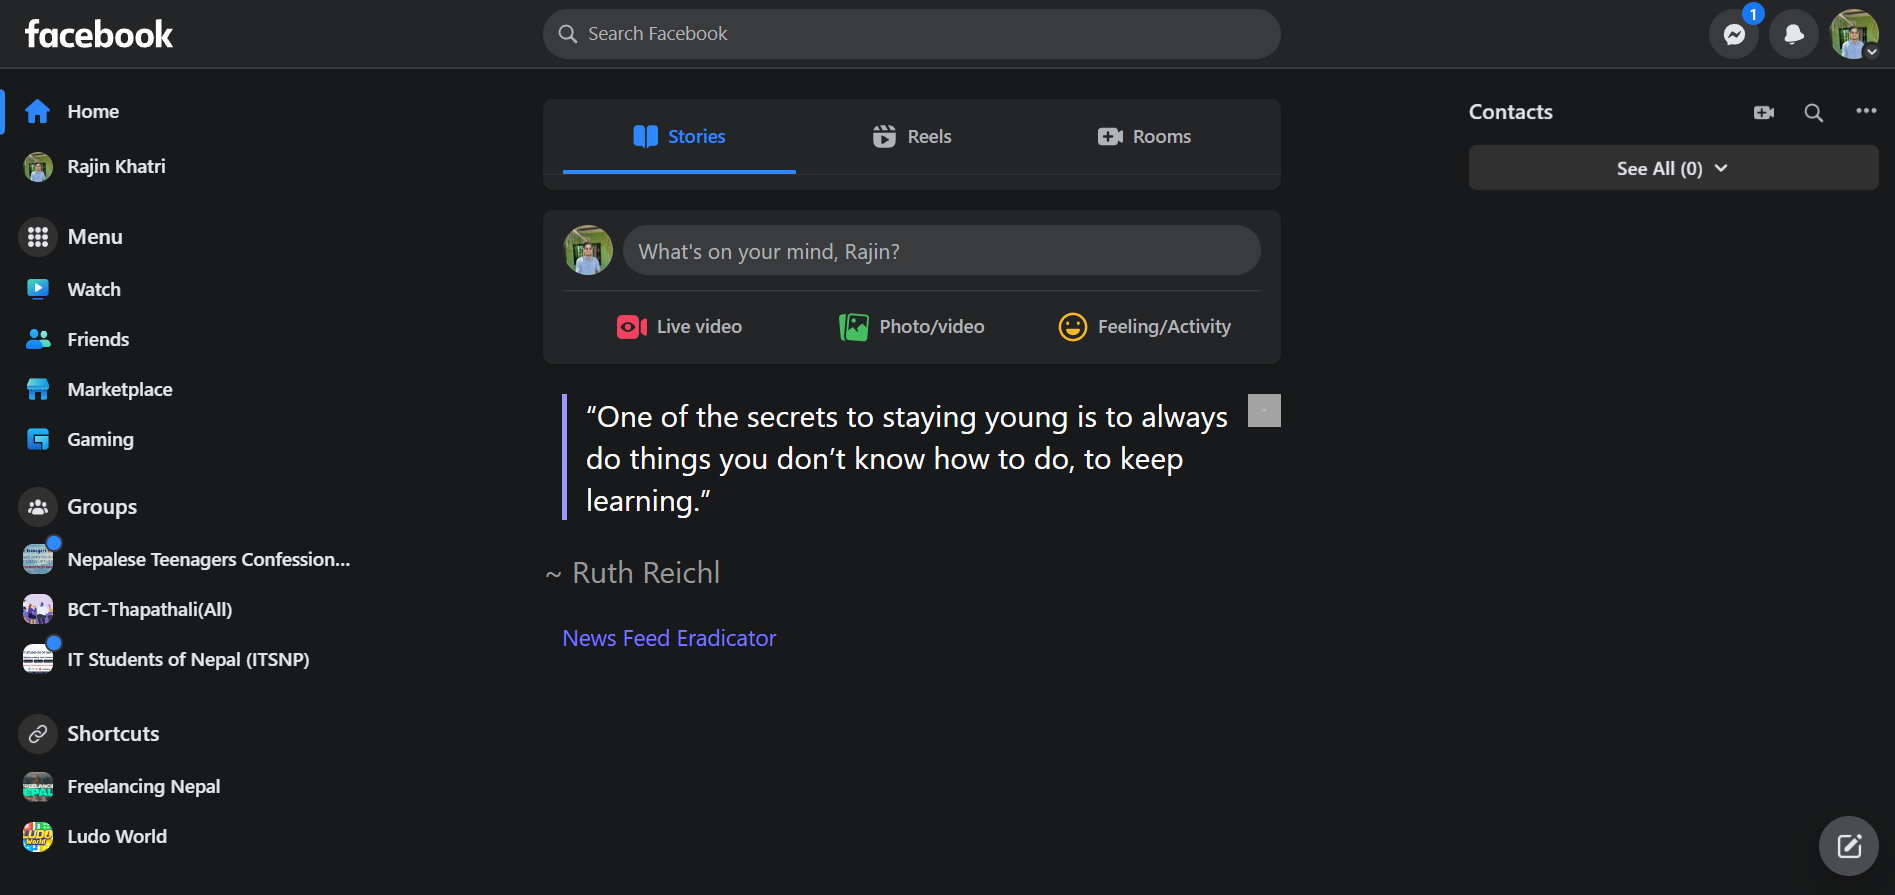 facebook
Search Facebook
1
Home
Rajin Khatri
Menu
Watch
Friends
Marketplace
Gaming
Groups
Nepalese Teenagers Confession...
BCT-Thapathali(All)
IT Students of Nepal (ITSNP)
Shortcuts
Freelancing Nepal
Ludo World
Stories
Reels
Rooms
What's on your mind, Rajin?
Live video
Photo/video
Feeling/Activity
“One of the secrets to staying young is to always
do things you don’t know how to do, to keep
learning.”
~ Ruth Reichl
News Feed Eradicator
Contacts
See All (0)